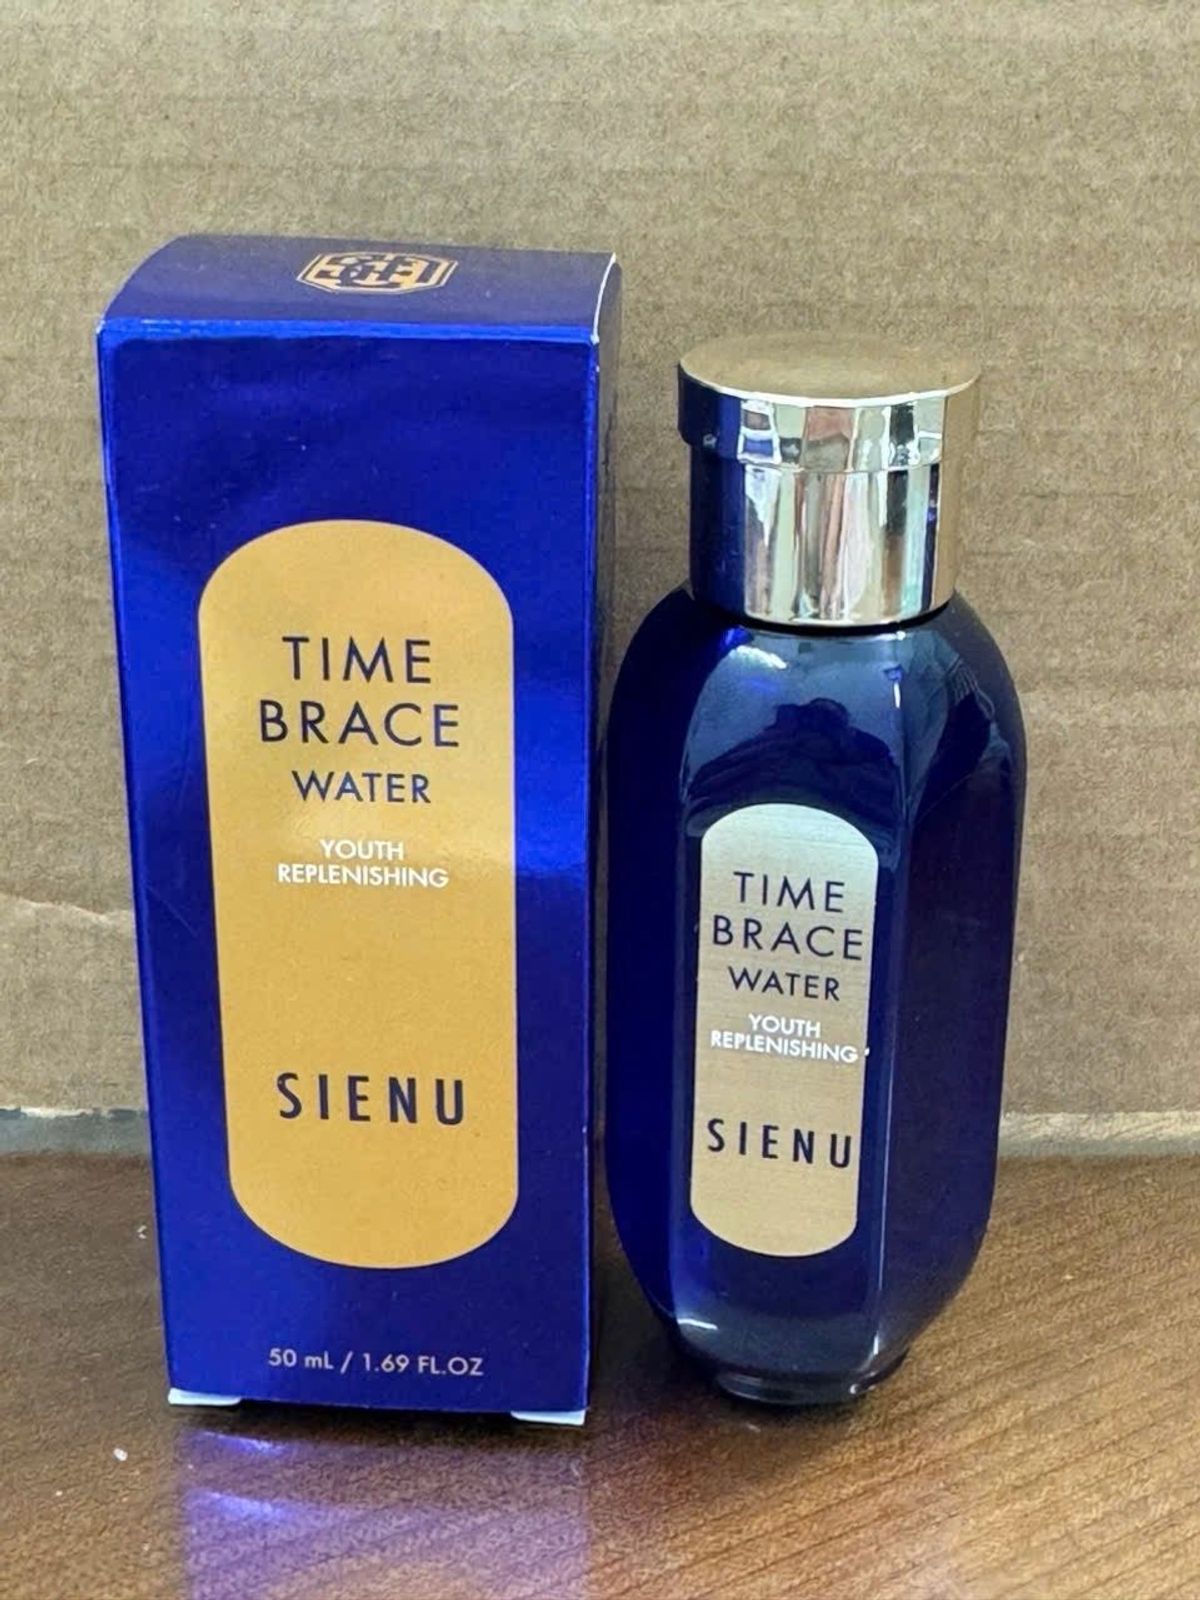 TIME
BRACE
WATER
YOUTH
REPLENISHING
SIENU
50 mL / 1.69 FL.OZ
TIME
BRACE
WATER
YOUTH
REPLENISHING
SIENU